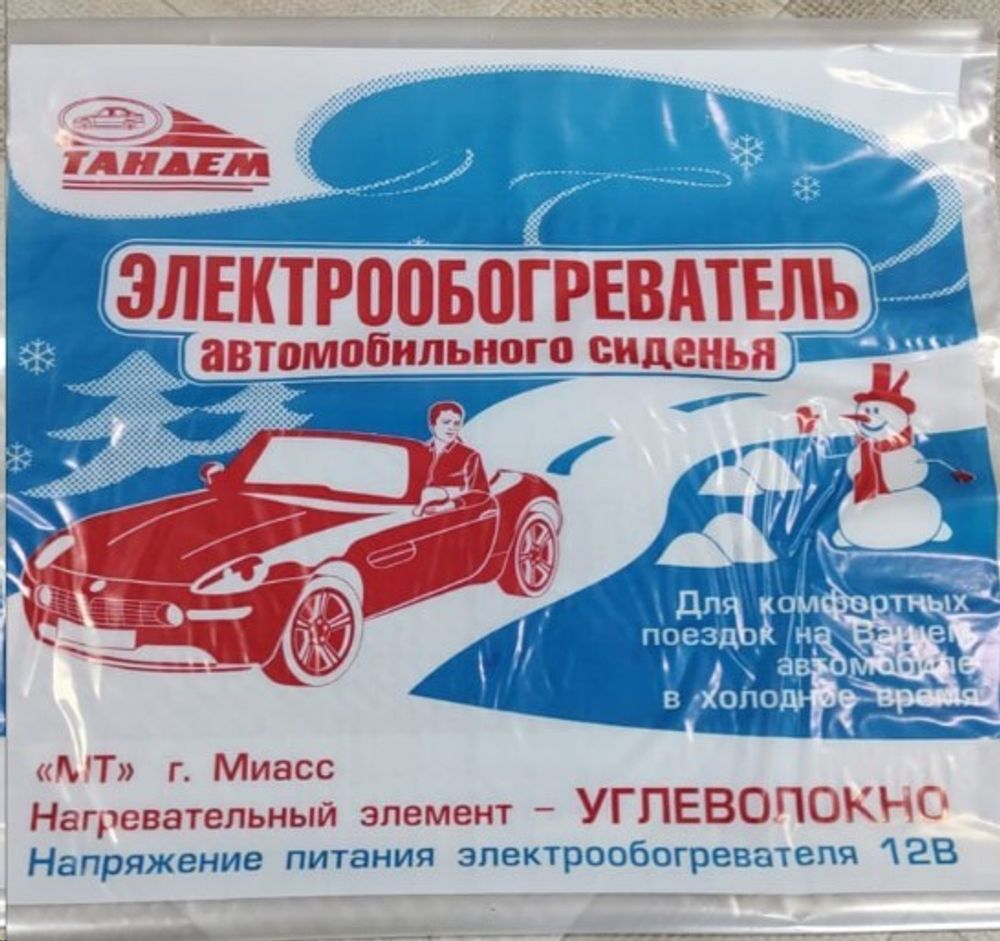 ТАНДЕМ
ЭЛЕКТРООБОГРЕВАТЕЛЬ
автомобильного сиденья
Для комфортных
поездок на Вашем
автомобиле
в холодное время
«МТ» г. Миасс
Нагревательный элемент – УГЛЕВОЛОКНО
Напряжение питания электрообогревателя 12В